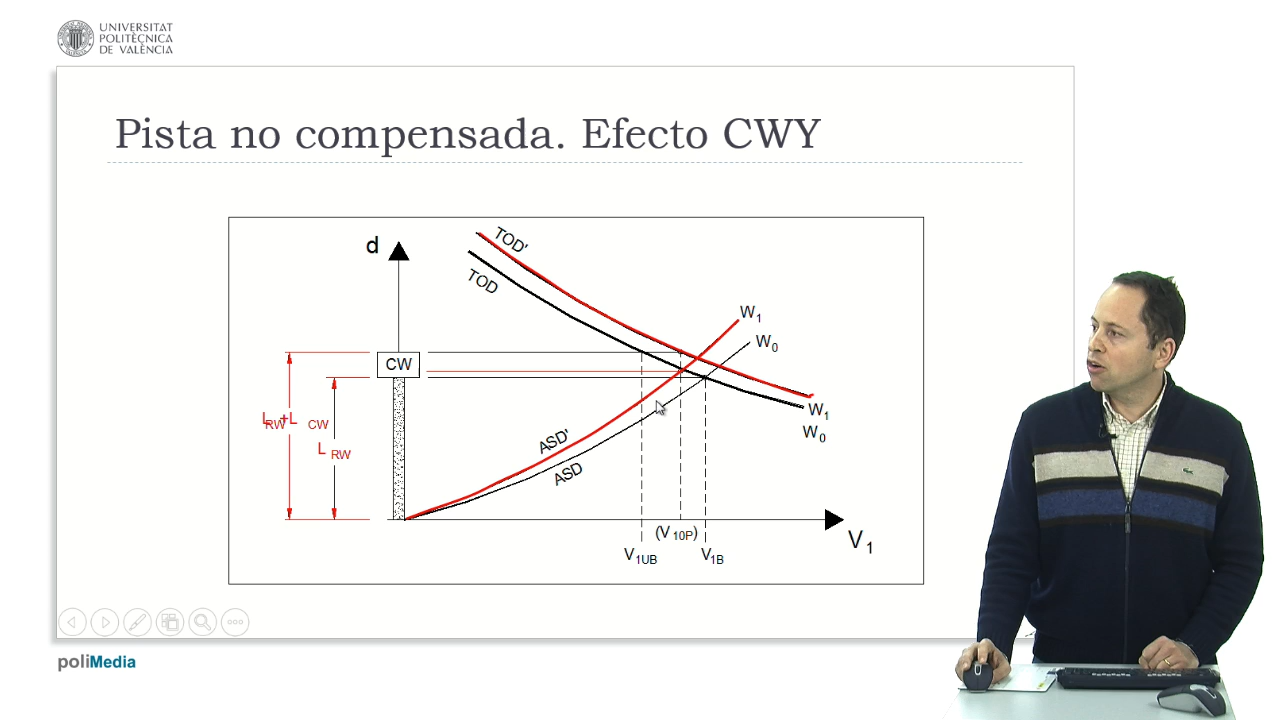 UNIVERSITAT
POLITÈCNICA
DE VALÈNCIA
Pista no compensada. Efecto CWY
d
TOD'
TOD
W1
W0
CW
LRW+LCW
LRW
ASD'
ASD
W1
W0
(V10P)
V1
V1UB
V1B
poliMedia